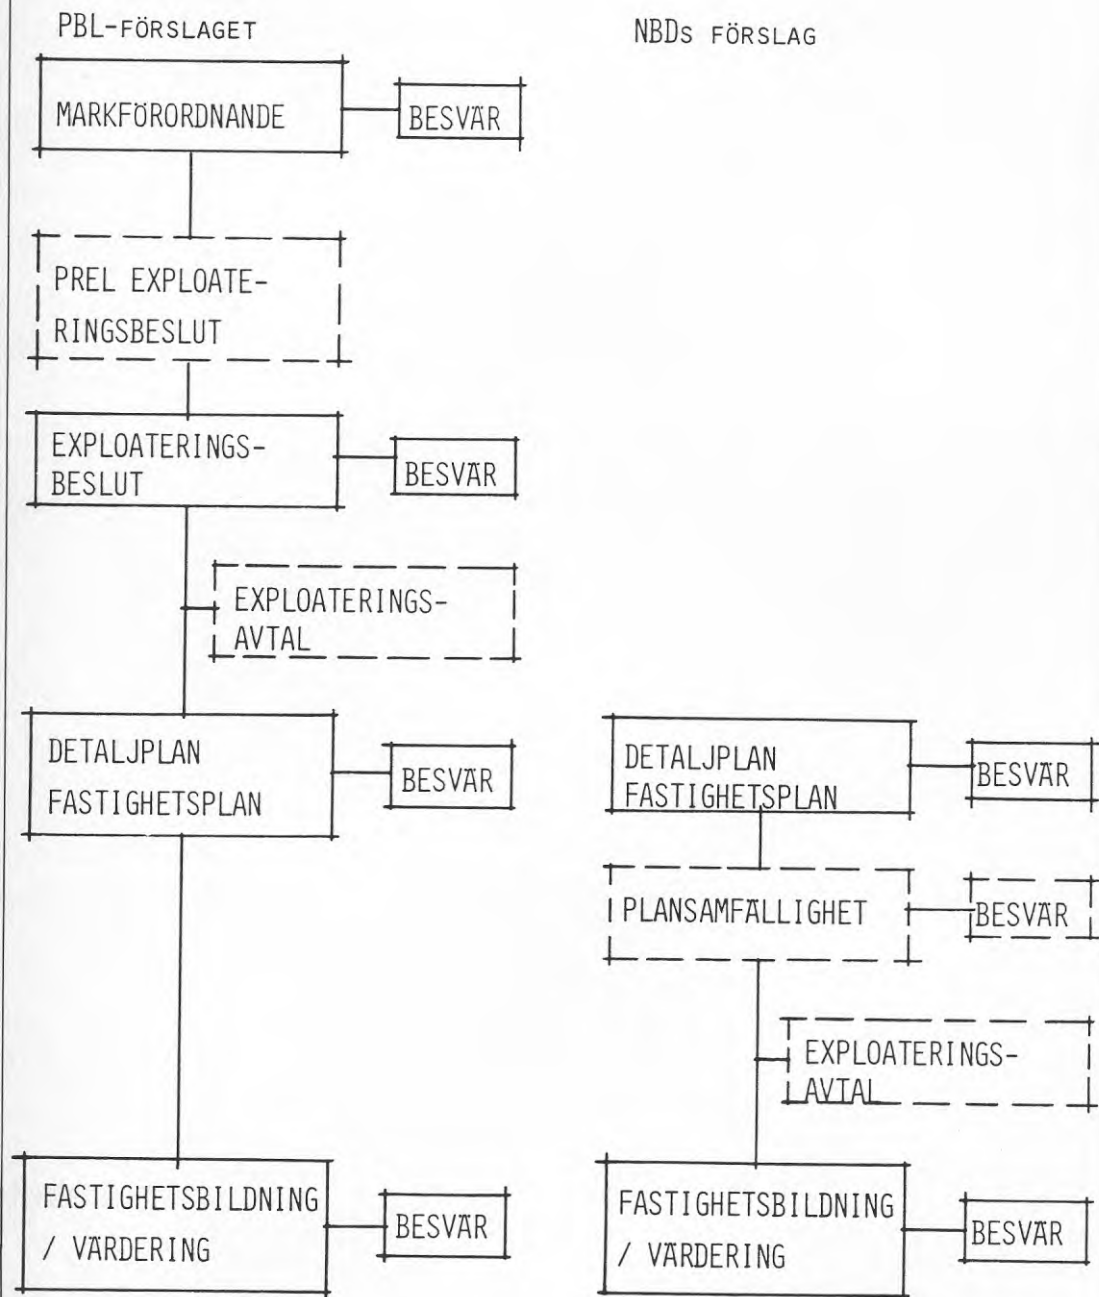 PBL-FÖRSLAGET
MARKFÖRORDNANDE
BESVÄR
PREL EXPLOATE-
RINGSBESLUT
EXPLOATERINGS-
BESLUT
BESVÄR
EXPLOATERINGS-
AVTAL
DETALJPLAN
FASTIGHETSPLAN
BESVÄR
FASTIGHETSBILDNING
/ VÄRDERING
BESVÄR
NBDs FÖRSLAG
DETALJPLAN
FASTIGHETSPLAN
BESVÄR
PLANSAMFÄLLIGHET
BESVÄR
EXPLOATERINGS-
AVTAL
FASTIGHETSBILDNING
/ VÄRDERING
BESVÄR